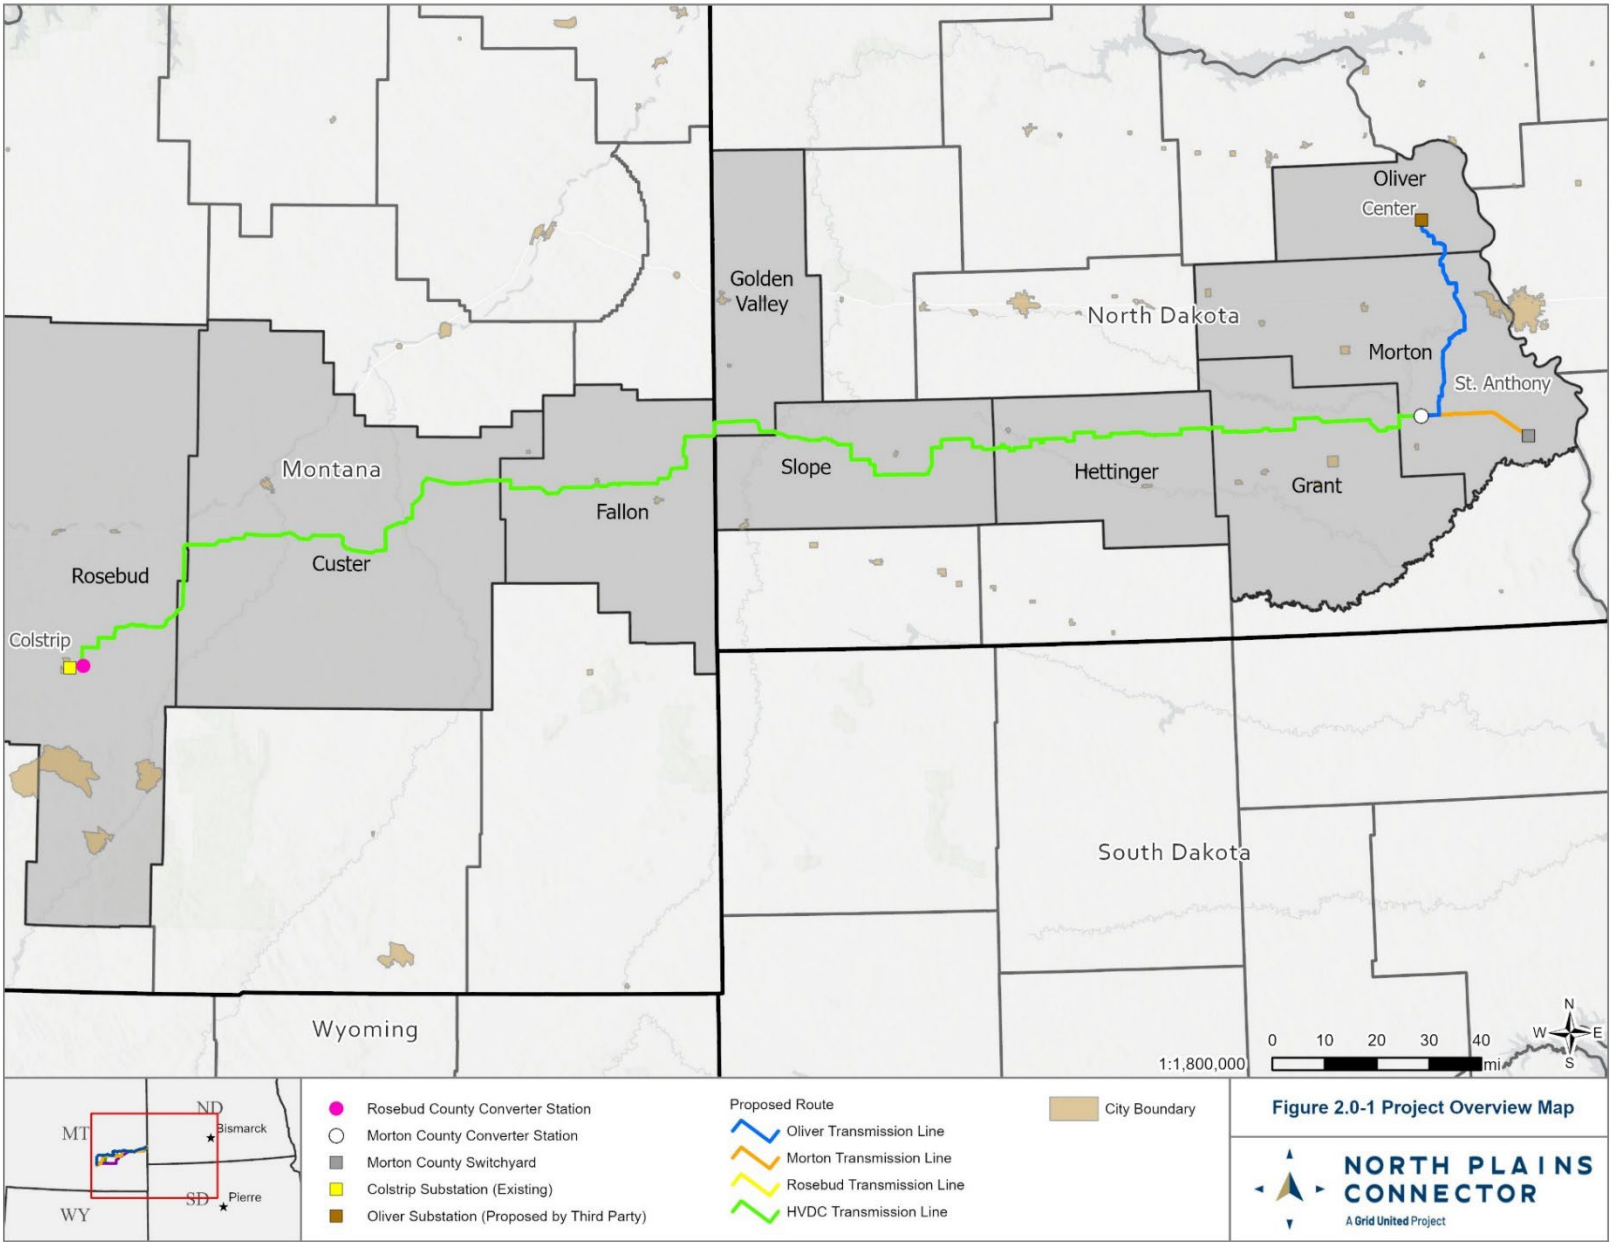 Oliver
Center
Golden
Valley
North Dakota
Morton
St. Anthony
Montana
Slope
Hettinger
Grant
Fallon
Custer
Rosebud
Colstrip
South Dakota
Wyoming
N
W E
S
0 10 20 30 40
1:1,800,000 mi
MT
ND
Bismarck
SD
Pierre
WY
Rosebud County Converter Station
Morton County Converter Station
Morton County Switchyard
Colstrip Substation (Existing)
Oliver Substation (Proposed by Third Party)
Proposed Route
Oliver Transmission Line
Morton Transmission Line
Rosebud Transmission Line
HVDC Transmission Line
City Boundary
Figure 2.0-1 Project Overview Map
NORTH PLAINS
CONNECTOR
A Grid United Project